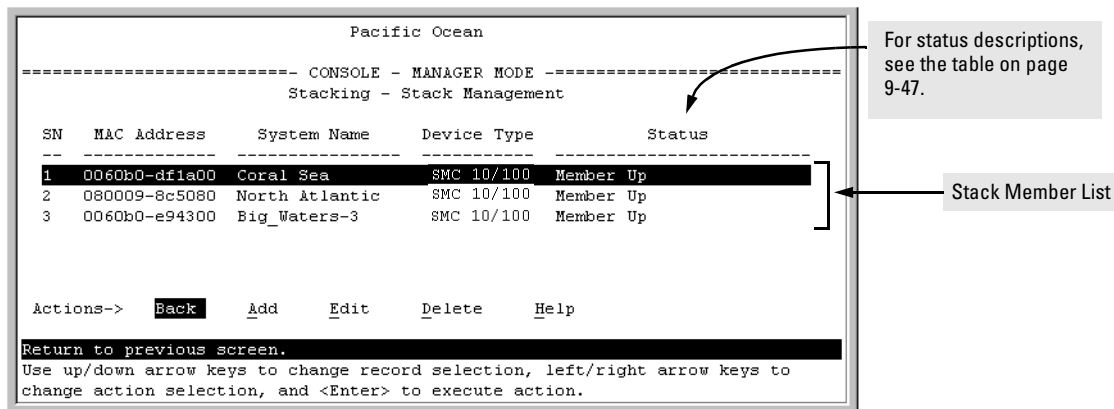 Pacific Ocean
==========================- CONSOLE - MANAGER MODE -============================
Stacking - Stack Management
SN MAC Address System Name Device Type Status
-- ------------- ---------------- ----------- -------------------------
1 0060b0-df1a00 Coral Sea SMC 10/100 Member Up
2 080009-8c5080 North Atlantic SMC 10/100 Member Up
3 0060b0-e94300 Big_Waters-3 SMC 10/100 Member Up
Actions-> Back Add Edit Delete Help
Return to previous screen.
Use up/down arrow keys to change record selection, left/right arrow keys to
change action selection, and <Enter> to execute action.
For status descriptions,
see the table on page
9-47.
Stack Member List